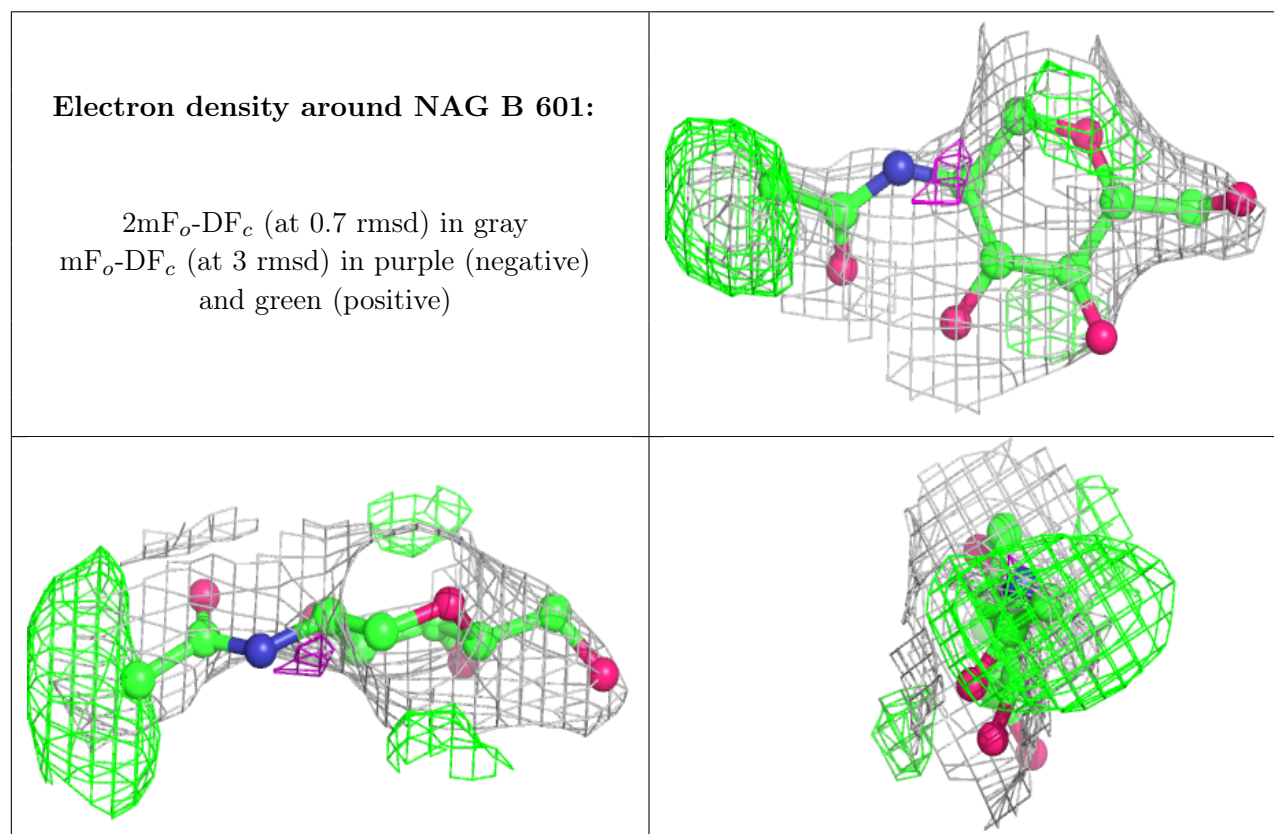 Electron density around NAG B 601:
2mFₒ-DF𝒸 (at 0.7 rmsd) in gray
mFₒ-DF𝒸 (at 3 rmsd) in purple (negative)
and green (positive)